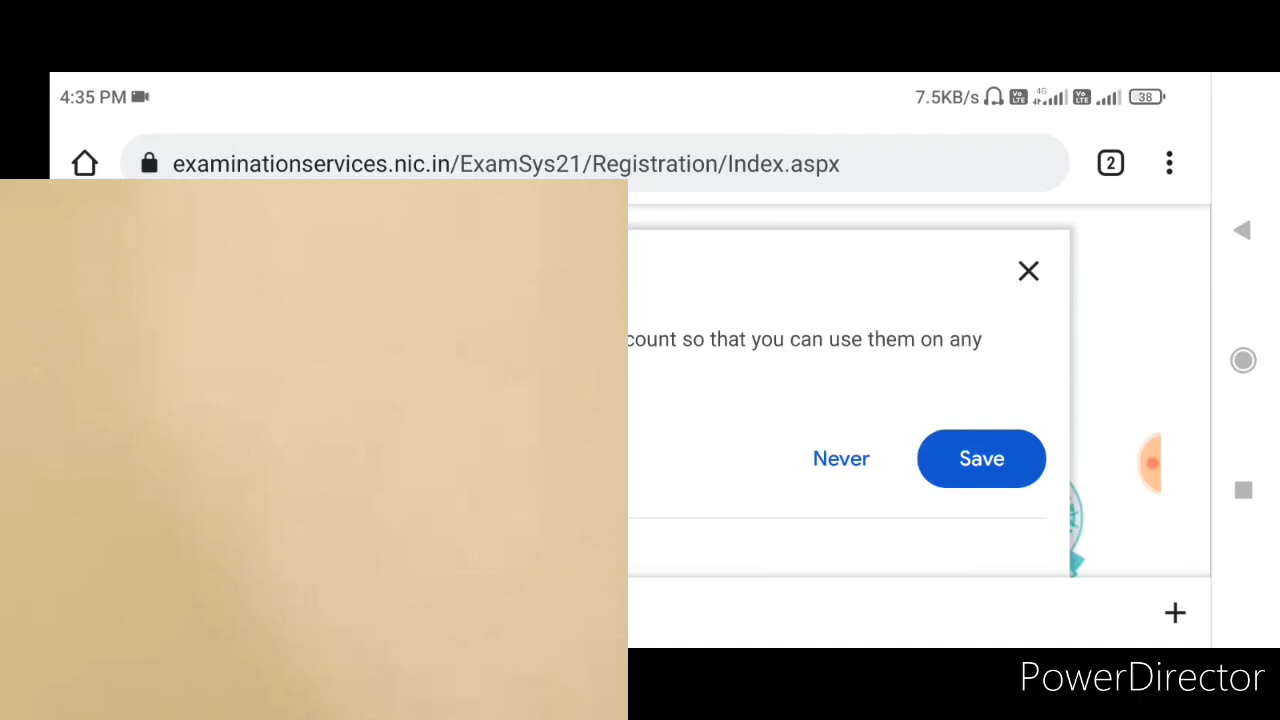 4:35 PM
7.5KB/s 4G 38
examinationservices.nic.in/ExamSys21/Registration/Index.aspx 2
count so that you can use them on any
Never Save
PowerDirector